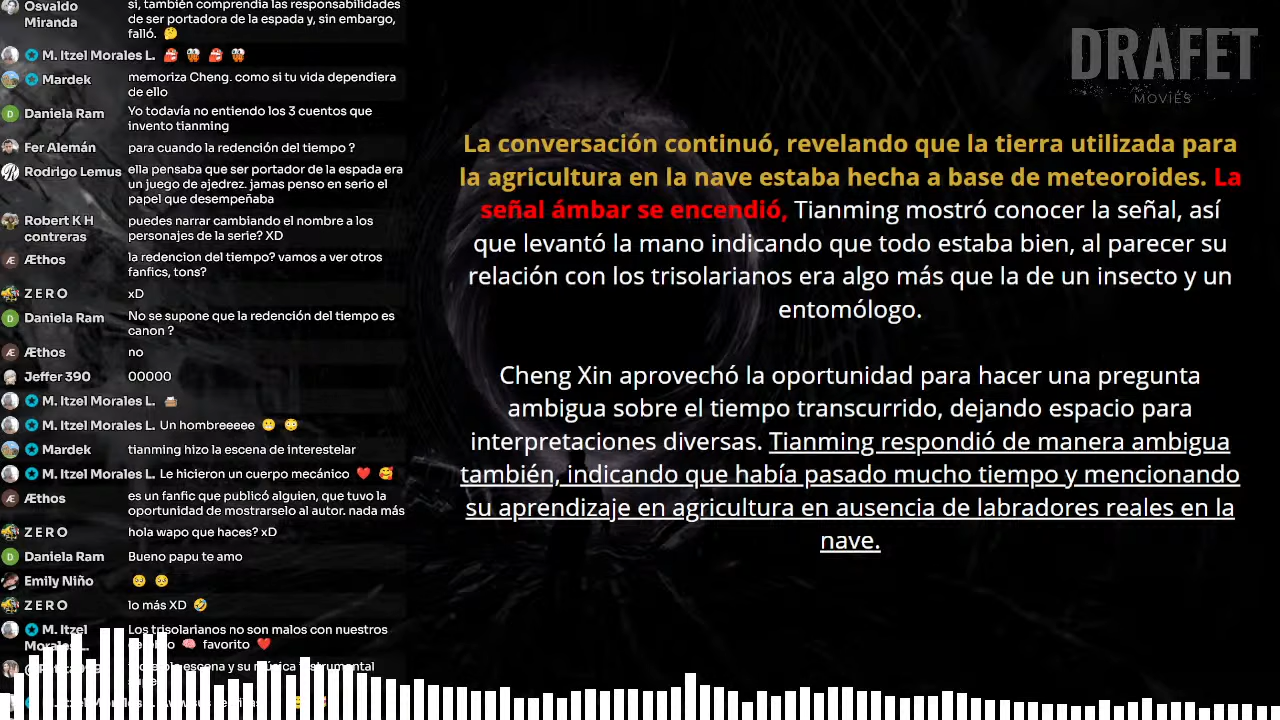 Osvaldo Miranda
si, también comprendia las responsabilidades
de ser portadora de la espada y, sin embargo,
falló. 🤔
M. Itzel Morales L.
Mardek
memoriza Cheng. como si tu vida dependiera
de ello
Daniela Ram
Yo todavía no entiendo los 3 cuentos que
invento tianming
Fer Alemán
para cuando la redención del tiempo ?
Rodrigo Lemus
ella pensaba que ser portador de la espada era
un juego de ajedrez. jamas penso en serio el
papel que desempeñaba
Robert K H
contreras
puedes narrar cambiando el nombre a los
personajes de la serie? XD
Æthos
la redencion del tiempo? vamos a ver otros
fanfics, tons?
Z E R O
xD
Daniela Ram
No se supone que la redención del tiempo es
canon ?
Æthos
no
Jeffer 390
00000
M. Itzel Morales L.
M. Itzel Morales L. Un hombreeeee
Mardek
tianming hizo la escena de interestelar
M. Itzel Morales L. Le hicieron un cuerpo mecánico ❤️ 🥰
Æthos
es un fanfic que publicó alguien, que tuvo la
oportunidad de mostrarselo al autor. nada más
Z E R O
hola wapo que haces? xD
Daniela Ram
Bueno papu te amo
Emily Niño
🥺 🥺
Z E R O
lo más XD 🤣
M. Itzel
Morales
Los trisolarianos no son malos con nuestros
🧠 favorito ❤️
escena y su
DRAFET
MOVIES
La conversación continuó, revelando que la tierra utilizada para
la agricultura en la nave estaba hecha a base de meteoroides. La
señal ámbar se encendió, Tianming mostró conocer la señal, así
que levantó la mano indicando que todo estaba bien, al parecer su
relación con los trisolarianos era algo más que la de un insecto y un
entomólogo.
Cheng Xin aprovechó la oportunidad para hacer una pregunta
ambigua sobre el tiempo transcurrido, dejando espacio para
interpretaciones diversas. Tianming respondió de manera ambigua
también, indicando que había pasado mucho tiempo y mencionando
su aprendizaje en agricultura en ausencia de labradores reales en la
nave.